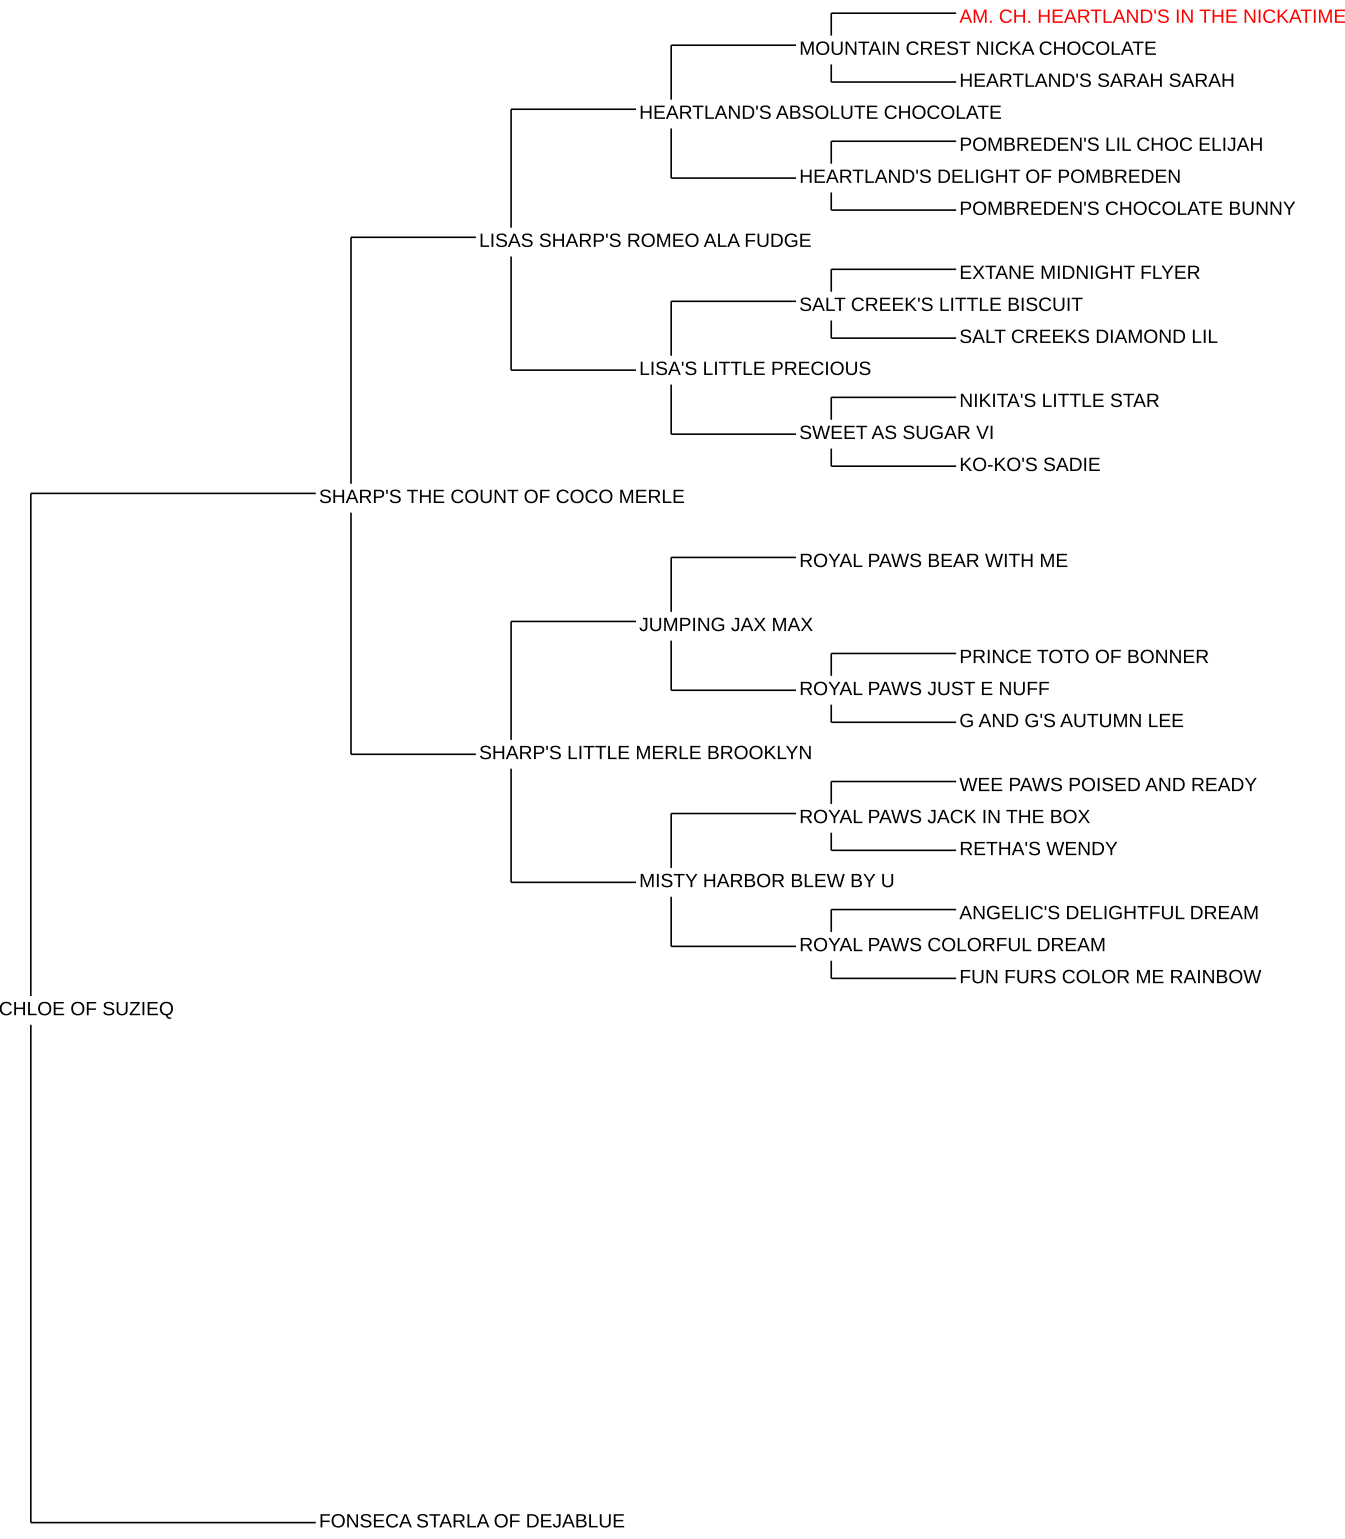 AM. CH. HEARTLAND'S IN THE NICKATIME
MOUNTAIN CREST NICKA CHOCOLATE
HEARTLAND'S SARAH SARAH
HEARTLAND'S ABSOLUTE CHOCOLATE
POMBREDEN'S LIL CHOC ELIJAH
HEARTLAND'S DELIGHT OF POMBREDEN
POMBREDEN'S CHOCOLATE BUNNY
LISAS SHARP'S ROMEO ALA FUDGE
EXTANE MIDNIGHT FLYER
SALT CREEK'S LITTLE BISCUIT
SALT CREEKS DIAMOND LIL
LISA'S LITTLE PRECIOUS
NIKITA'S LITTLE STAR
SWEET AS SUGAR VI
KO-KO'S SADIE
SHARP'S THE COUNT OF COCO MERLE
ROYAL PAWS BEAR WITH ME
JUMPING JAX MAX
PRINCE TOTO OF BONNER
ROYAL PAWS JUST E NUFF
G AND G'S AUTUMN LEE
SHARP'S LITTLE MERLE BROOKLYN
WEE PAWS POISED AND READY
ROYAL PAWS JACK IN THE BOX
RETHA'S WENDY
MISTY HARBOR BLEW BY U
ANGELIC'S DELIGHTFUL DREAM
ROYAL PAWS COLORFUL DREAM
FUN FURS COLOR ME RAINBOW
CHLOE OF SUZIEQ
FONSECA STARLA OF DEJABLUE